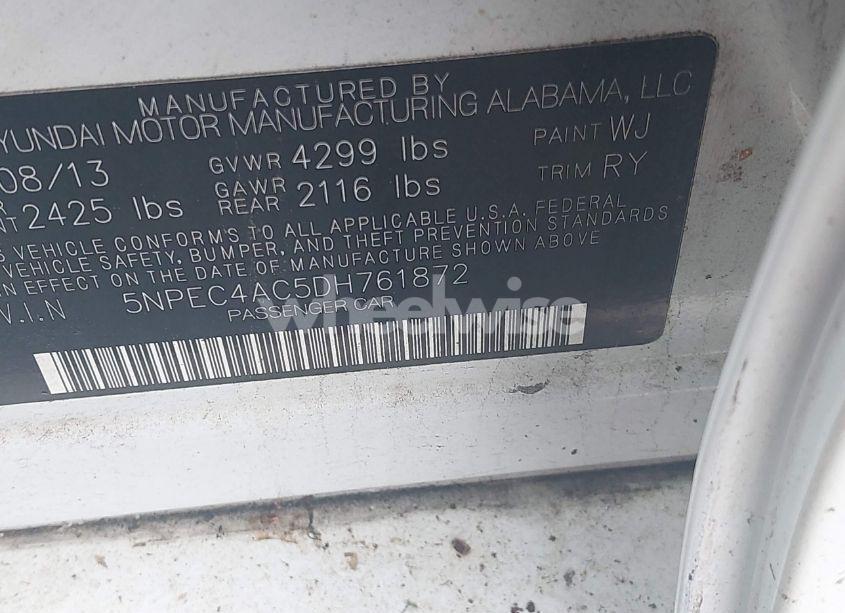 MANUFACTURED BY
YUNDAI MOTOR MANUFACTURING ALABAMA, LLC
08/13 GVWR 4299 lbs PAINT WJ
2425 lbs GAWR REAR 2116 lbs TRIM RY
VEHICLE CONFORMS TO ALL APPLICABLE U.S.A. FEDERAL
VEHICLE SAFETY, BUMPER, AND THEFT PREVENTION STANDARDS
IN EFFECT ON THE DATE OF MANUFACTURE SHOWN ABOVE
V.I.N 5NPEC4AC5DH761872
PASSENGER CAR
wheelwise